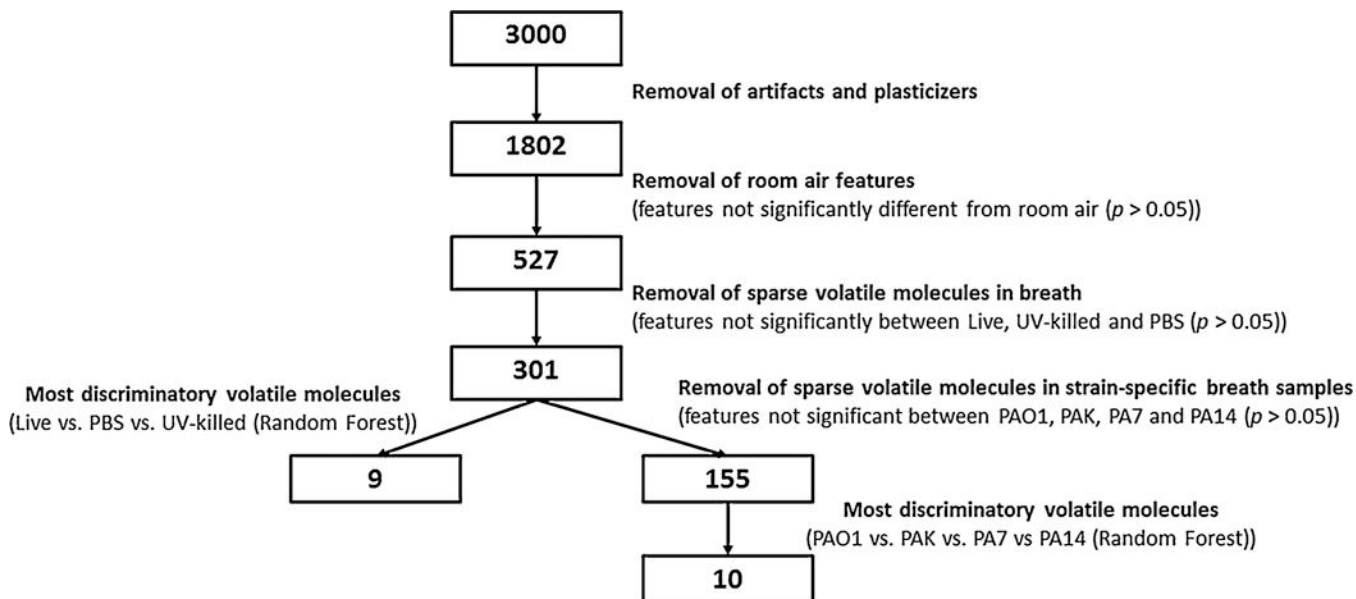 3000
Removal of artifacts and plasticizers
1802
Removal of room air features
(features not significantly different from room air (p > 0.05))
527
Removal of sparse volatile molecules in breath
(features not significantly between Live, UV-killed and PBS (p > 0.05))
301
Most discriminatory volatile molecules
(Live vs. PBS vs. UV-killed (Random Forest))
Removal of sparse volatile molecules in strain-specific breath samples
(features not significant between PAO1, PAK, PA7 and PA14 (p > 0.05))
9
155
Most discriminatory volatile molecules
(PAO1 vs. PAK vs. PA7 vs PA14 (Random Forest))
10